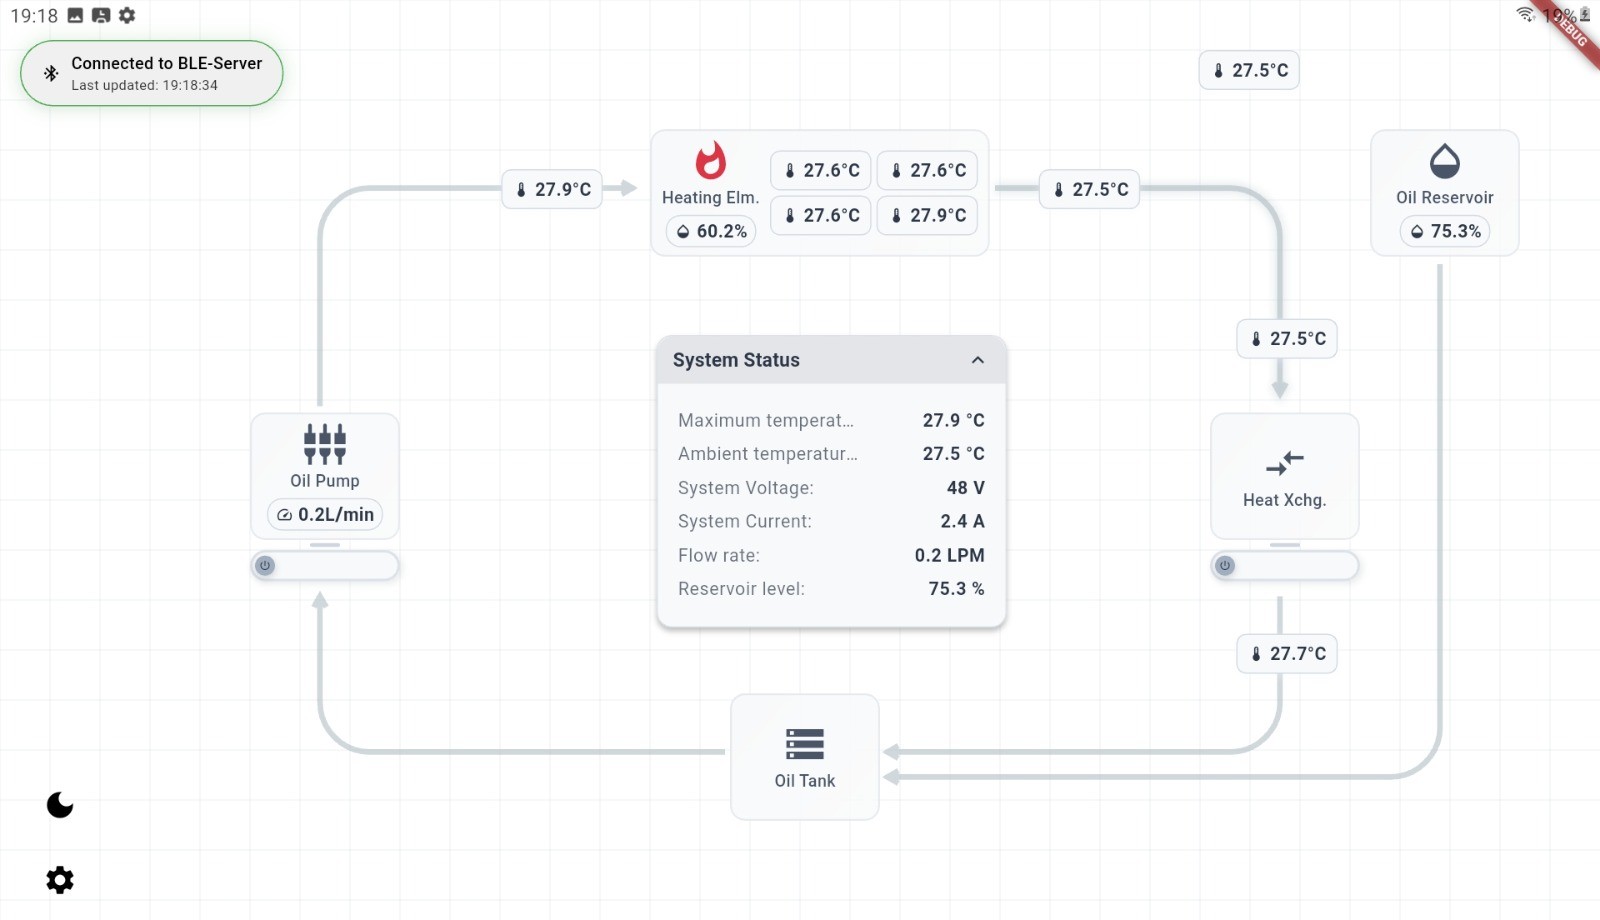 19:18
19%
DEBUG
Connected to BLE-Server
Last updated: 19:18:34
27.5°C
27.9°C
Heating Elm.
60.2%
27.6°C
27.6°C
27.6°C
27.9°C
27.5°C
Oil Reservoir
75.3%
27.5°C
System Status
Maximum temperat... 27.9 °C
Ambient temperatur... 27.5 °C
System Voltage: 48 V
System Current: 2.4 A
Flow rate: 0.2 LPM
Reservoir level: 75.3 %
Oil Pump
0.2L/min
Heat Xchg.
27.7°C
Oil Tank